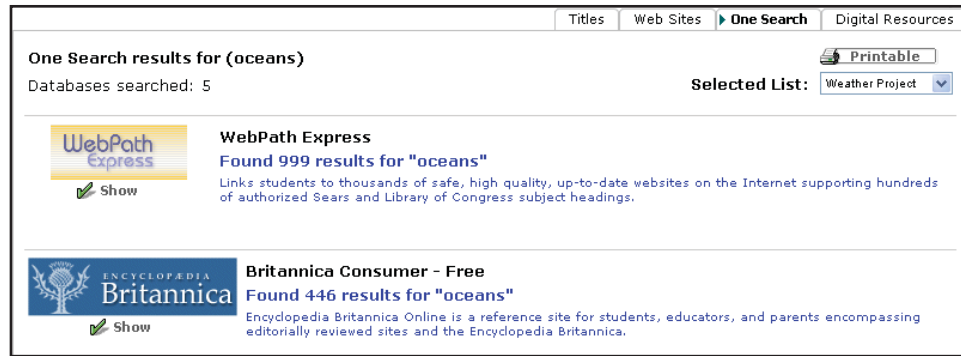 Titles
Web Sites
One Search
Digital Resources
One Search results for (oceans)
Printable
Databases searched: 5
Selected List:
Weather Project
WebPath
Express
Show
WebPath Express
Found 999 results for "oceans"
Links students to thousands of safe, high quality, up-to-date websites on the Internet supporting hundreds
of authorized Sears and Library of Congress subject headings.
ENCYCLOPÆDIA
Britannica
Show
Britannica Consumer - Free
Found 446 results for "oceans"
Encyclopedia Britannica Online is a reference site for students, educators, and parents encompassing
editorially reviewed sites and the Encyclopedia Britannica.